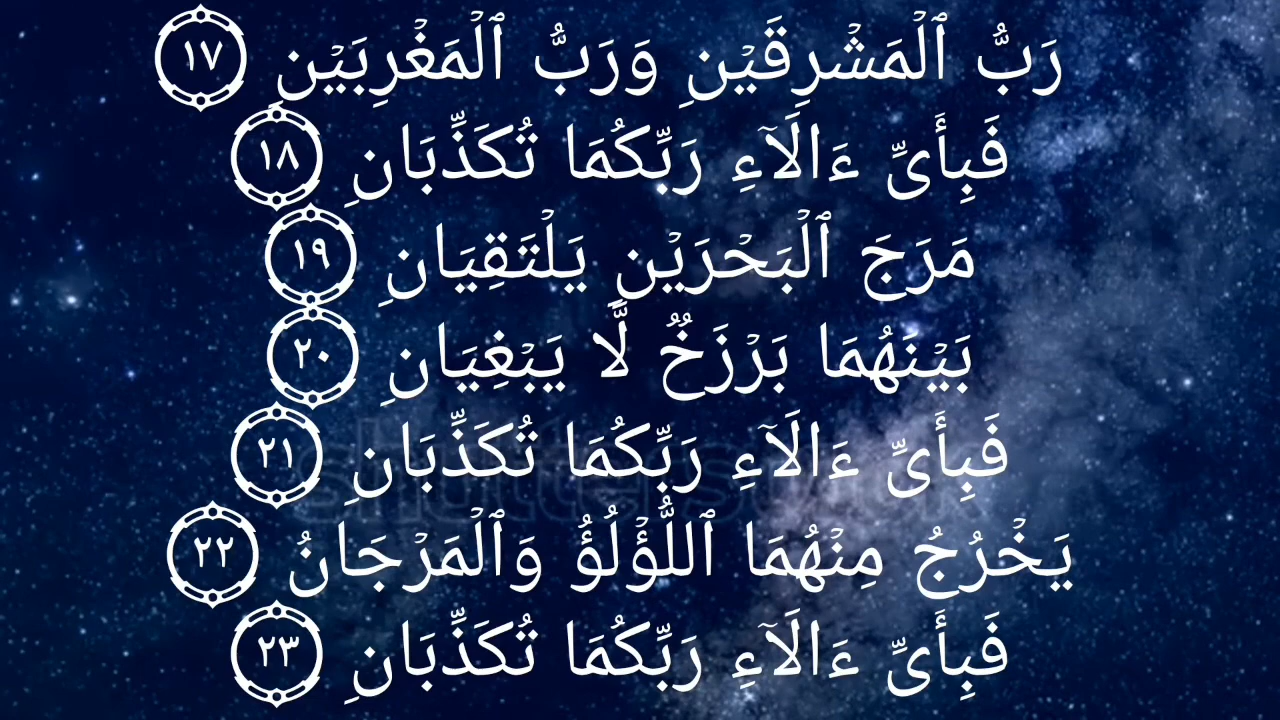 رَبُّ ٱلْمَشْرِقَيْنِ وَرَبُّ ٱلْمَغْرِبَيْنِ ١٧
فَبِأَىِّ ءَالَآءِ رَبِّكُمَا تُكَذِّبَانِ ١٨
مَرَجَ ٱلْبَحْرَيْنِ يَلْتَقِيَانِ ١٩
بَيْنَهُمَا بَرْزَخٌ لَّا يَبْغِيَانِ ٢٠
فَبِأَىِّ ءَالَآءِ رَبِّكُمَا تُكَذِّبَانِ ٢١
يَخْرُجُ مِنْهُمَا ٱللُّؤْلُؤُ وَٱلْمَرْجَانُ ٢٢
فَبِأَىِّ ءَالَآءِ رَبِّكُمَا تُكَذِّبَانِ ٢٣
shutterstock